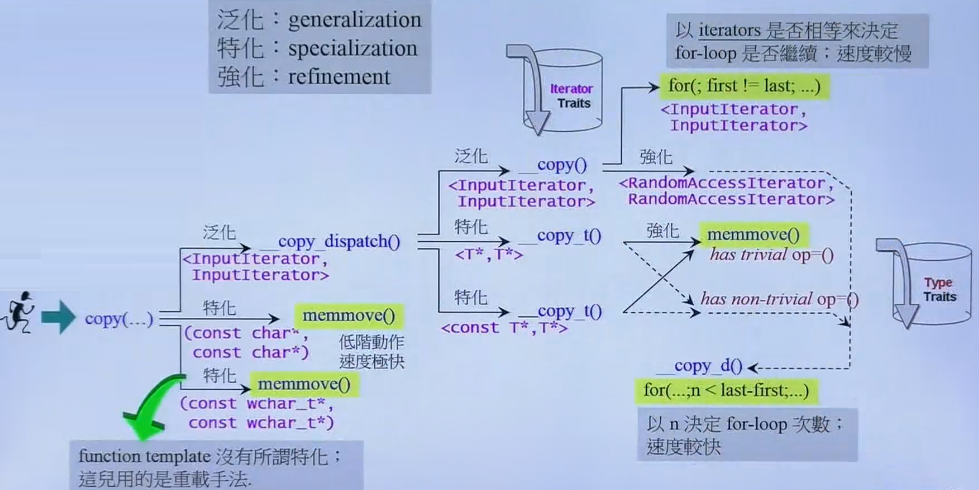 泛化：generalization
特化：specialization
強化：refinement
Iterator
Traits
以 iterators 是否相等來決定
for-loop 是否繼續；速度較慢
for(; first != last; ...)
<InputIterator,
InputIterator>
泛化
__copy()
<InputIterator,
InputIterator>
強化
<RandomAccessIterator,
RandomAccessIterator>
泛化
__copy_dispatch()
<InputIterator,
InputIterator>
特化
__copy_t()
<T*,T*>
強化
memmove()
has trivial op=()
Type
Traits
特化
__copy_t()
<const T*,T*>
has non-trivial op=()
copy(...)
特化
memmove()
(const char*,
const char*)
低階動作
速度極快
特化
memmove()
(const wchar_t*,
const wchar_t*)
__copy_d()
for(...;n < last-first;...)
以 n 決定 for-loop 次數；
速度較快
function template 沒有所謂特化；
這兒用的是重載手法.